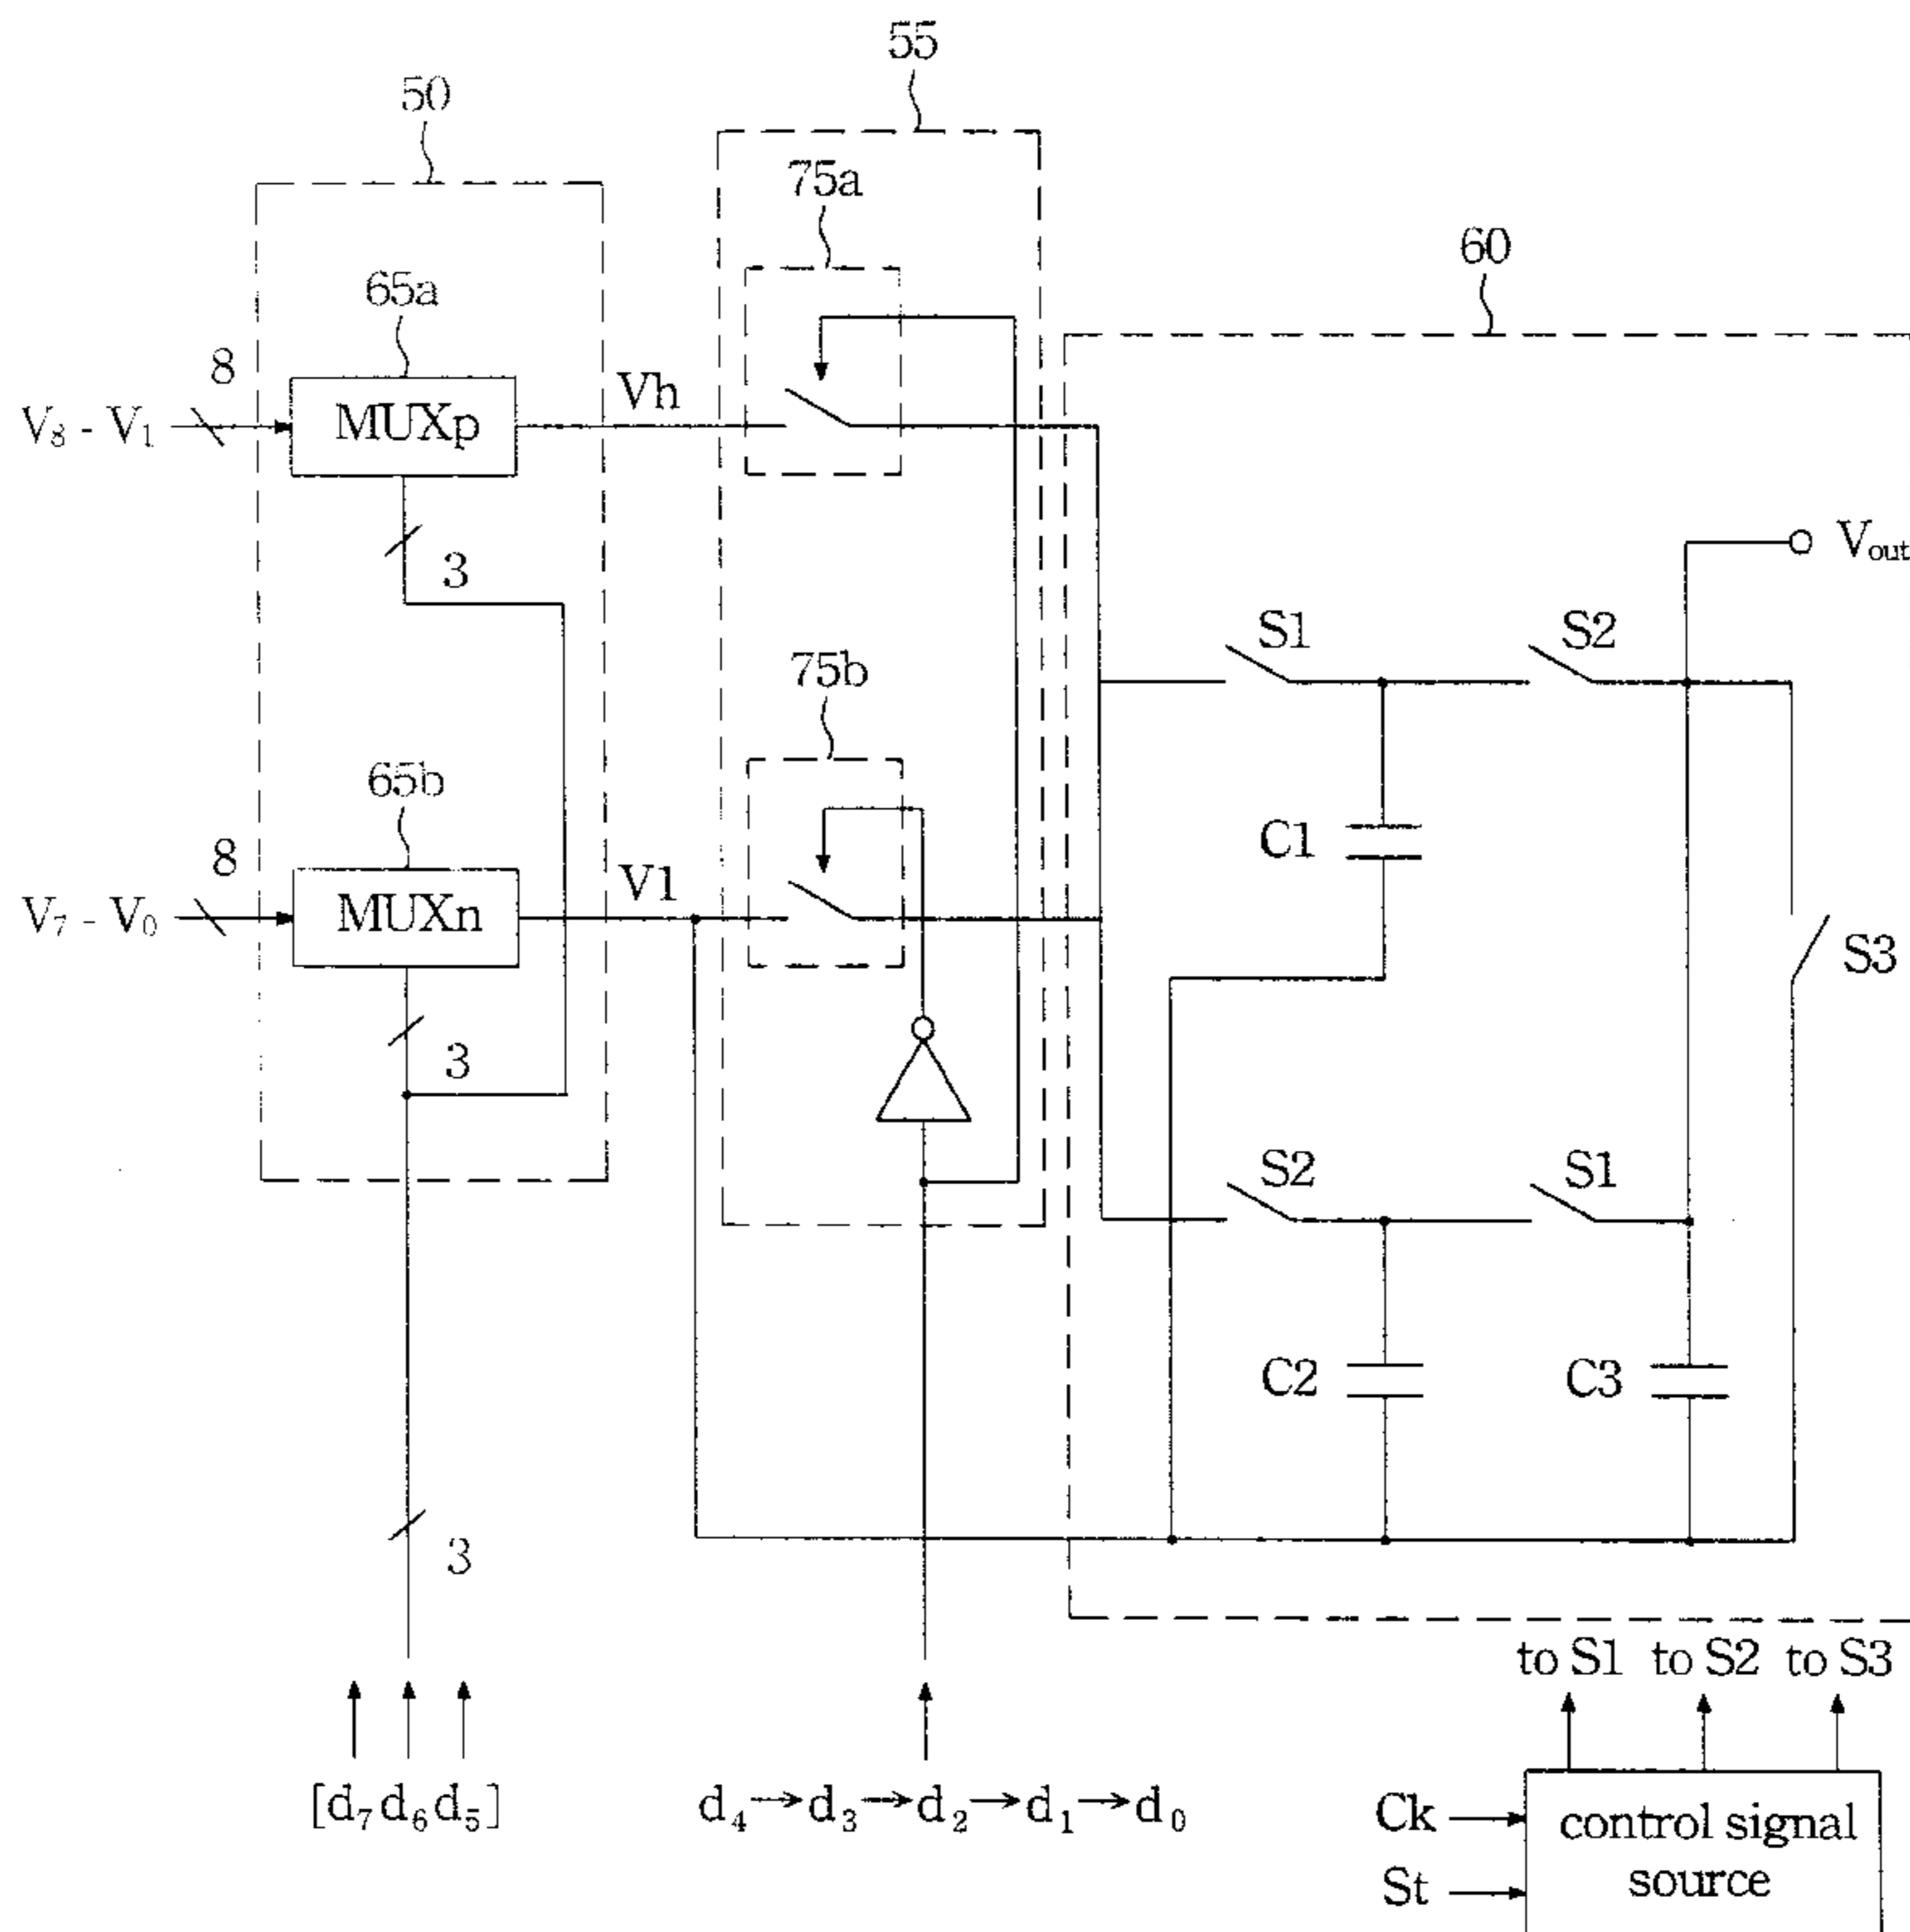 55
50
75a
60
65a
8
V₈ - V₁
MUXp
Vh
3
Vout
S1
S2
75b
65b
C1
8
V₇ - V₀
MUXn
V1
S3
3
S2
S1
C2
C3
3
to S1 to S2 to S3
[d₇ d₆ d₅]
d₄→d₃→d₂→d₁→d₀
Ck
control signal
source
St